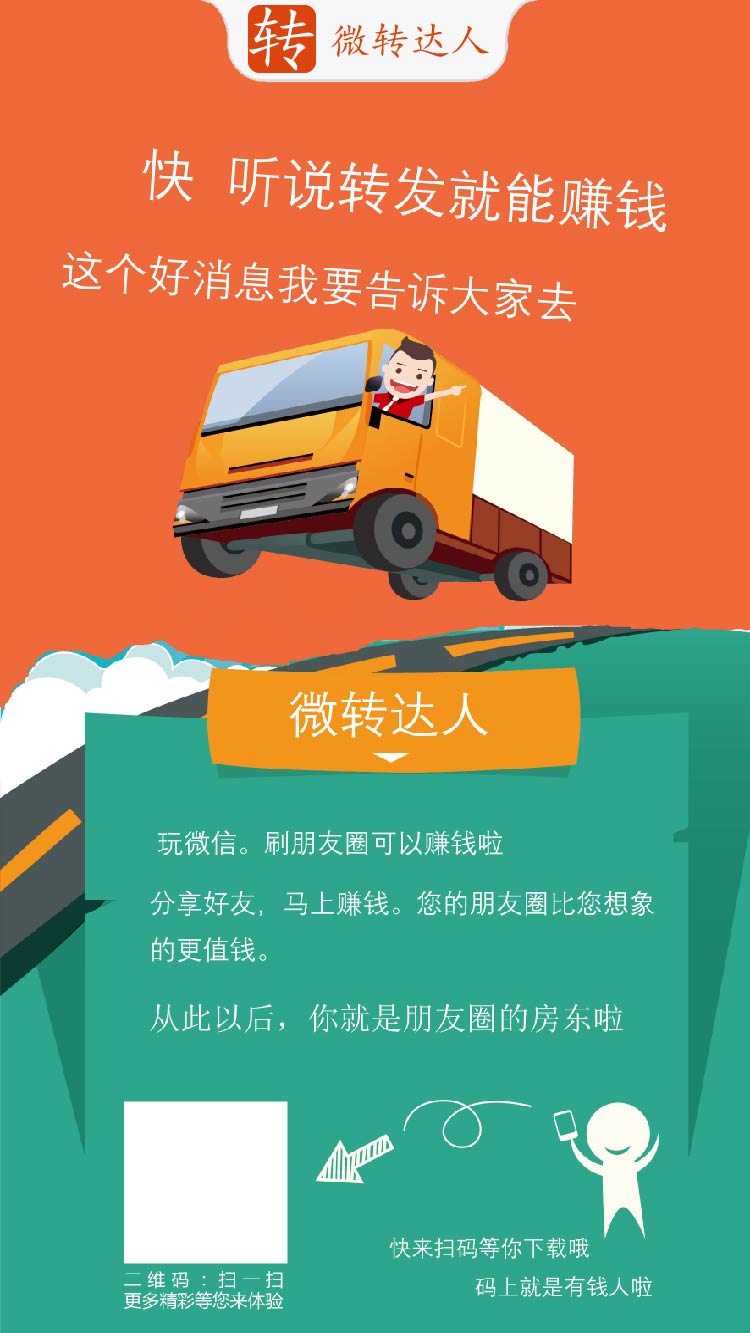 转 微转达人
快 听说转发就能赚钱
这个好消息我要告诉大家去
微转达人
玩微信。刷朋友圈可以赚钱啦
分享好友,马上赚钱。您的朋友圈比您想象
的更值钱。
从此以后，你就是朋友圈的房东啦
二维码：扫一扫
更多精彩等您来体验
快来扫码等你下载哦
码上就是有钱人啦